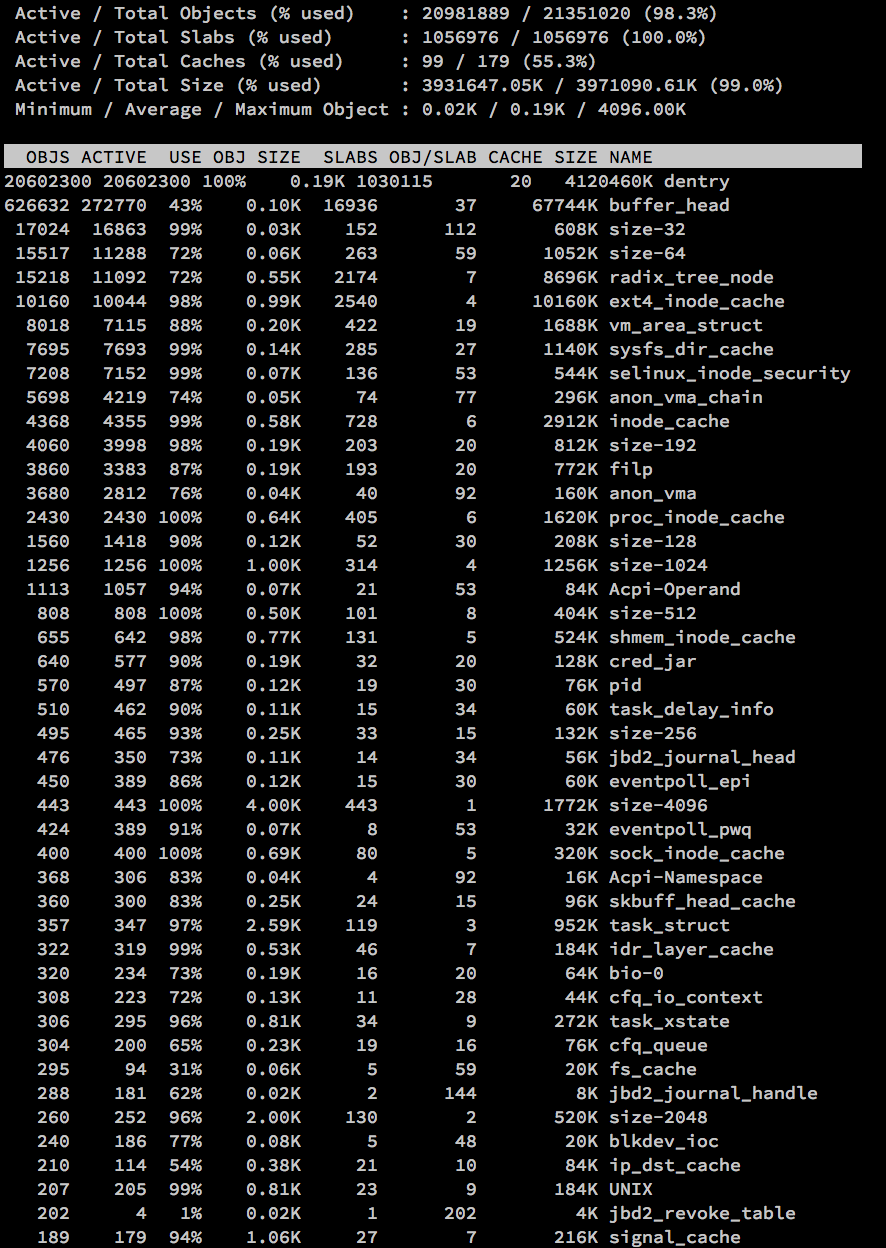 Active / Total Objects (% used)    : 20981889 / 21351020 (98.3%)
Active / Total Slabs (% used)      : 1056976 / 1056976 (100.0%)
Active / Total Caches (% used)     : 99 / 179 (55.3%)
Active / Total Size (% used)       : 3931647.05K / 3971090.61K (99.0%)
Minimum / Average / Maximum Object : 0.02K / 0.19K / 4096.00K
OBJS ACTIVE  USE OBJ SIZE  SLABS OBJ/SLAB CACHE SIZE NAME
20602300 20602300 100%    0.19K 1030115       20   4120460K dentry
626632 272770  43%    0.10K  16936       37     67744K buffer_head
17024  16863  99%    0.03K    152      112       608K size-32
15517  11288  72%    0.06K    263       59      1052K size-64
15218  11092  72%    0.55K   2174        7      8696K radix_tree_node
10160  10044  98%    0.99K   2540        4     10160K ext4_inode_cache
8018   7115  88%    0.20K    422       19      1688K vm_area_struct
7695   7693  99%    0.14K    285       27      1140K sysfs_dir_cache
7208   7152  99%    0.07K    136       53       544K selinux_inode_security
5698   4219  74%    0.05K     74       77       296K anon_vma_chain
4368   4355  99%    0.58K    728        6      2912K inode_cache
4060   3998  98%    0.19K    203       20       812K size-192
3860   3383  87%    0.19K    193       20       772K filp
3680   2812  76%    0.04K     40       92       160K anon_vma
2430   2430 100%    0.64K    405        6      1620K proc_inode_cache
1560   1418  90%    0.12K     52       30       208K size-128
1256   1256 100%    1.00K    314        4      1256K size-1024
1113   1057  94%    0.07K     21       53        84K Acpi-Operand
808    808 100%    0.50K    101        8       404K size-512
655    642  98%    0.77K    131        5       524K shmem_inode_cache
640    577  90%    0.19K     32       20       128K cred_jar
570    497  87%    0.12K     19       30        76K pid
510    462  90%    0.11K     15       34        60K task_delay_info
495    465  93%    0.25K     33       15       132K size-256
476    350  73%    0.11K     14       34        56K jbd2_journal_head
450    389  86%    0.12K     15       30        60K eventpoll_epi
443    443 100%    4.00K    443        1      1772K size-4096
424    389  91%    0.07K      8       53        32K eventpoll_pwq
400    400 100%    0.69K     80        5       320K sock_inode_cache
368    306  83%    0.04K      4       92        16K Acpi-Namespace
360    300  83%    0.25K     24       15        96K skbuff_head_cache
357    347  97%    2.59K    119        3       952K task_struct
322    319  99%    0.53K     46        7       184K idr_layer_cache
320    234  73%    0.19K     16       20        64K bio-0
308    223  72%    0.13K     11       28        44K cfq_io_context
306    295  96%    0.81K     34        9       272K task_xstate
304    200  65%    0.23K     19       16        76K cfq_queue
295     94  31%    0.06K      5       59        20K fs_cache
288    181  62%    0.02K      2      144         8K jbd2_journal_handle
260    252  96%    2.00K    130        2       520K size-2048
240    186  77%    0.08K      5       48        20K blkdev_ioc
210    114  54%    0.38K     21       10        84K ip_dst_cache
207    205  99%    0.81K     23        9       184K UNIX
202      4   1%    0.02K      1      202         4K jbd2_revoke_table
189    179  94%    1.06K     27        7       216K signal_cache